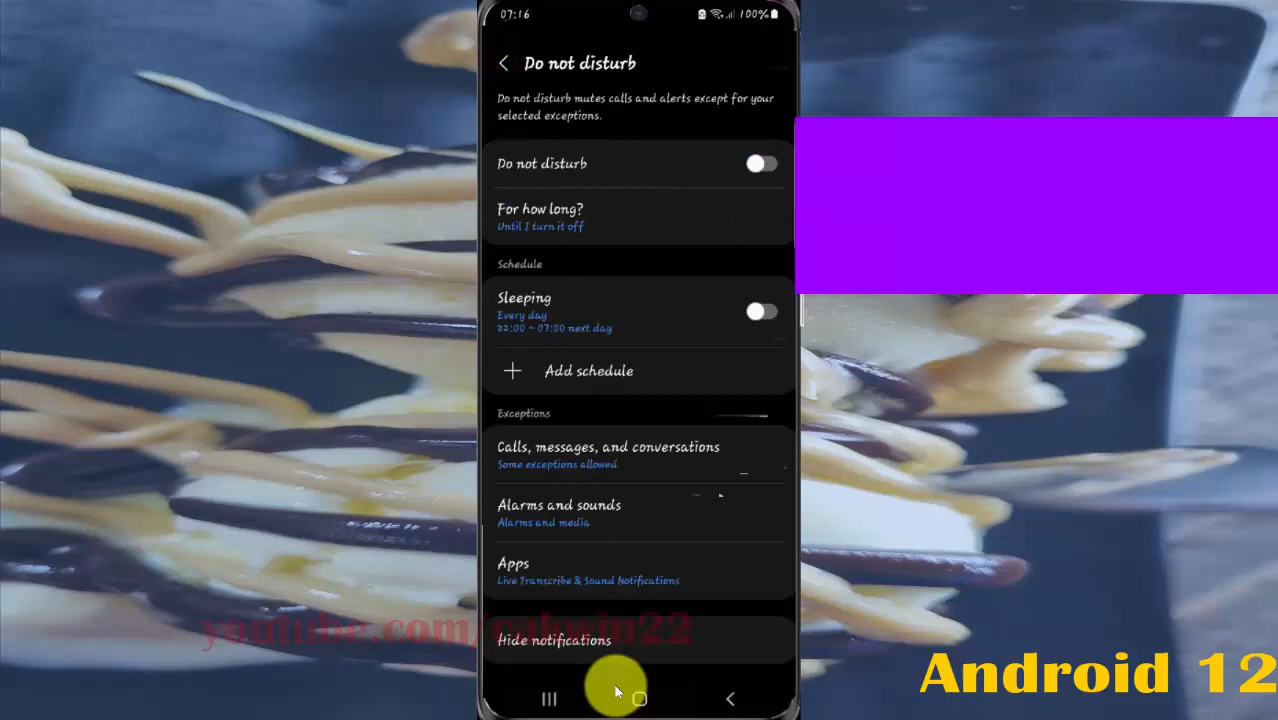 07:16
100%
Do not disturb
Do not disturb mutes calls and alerts except for your
selected exceptions.
Do not disturb
For how long?
Until I turn it off
Schedule
Sleeping
Every day
22:00 ~ 07:00 next day
Add schedule
Exceptions
Calls, messages, and conversations
Some exceptions allowed
Alarms and sounds
Alarms and media
Apps
Live Transcribe & Sound Notifications
Hide notifications
Android 12